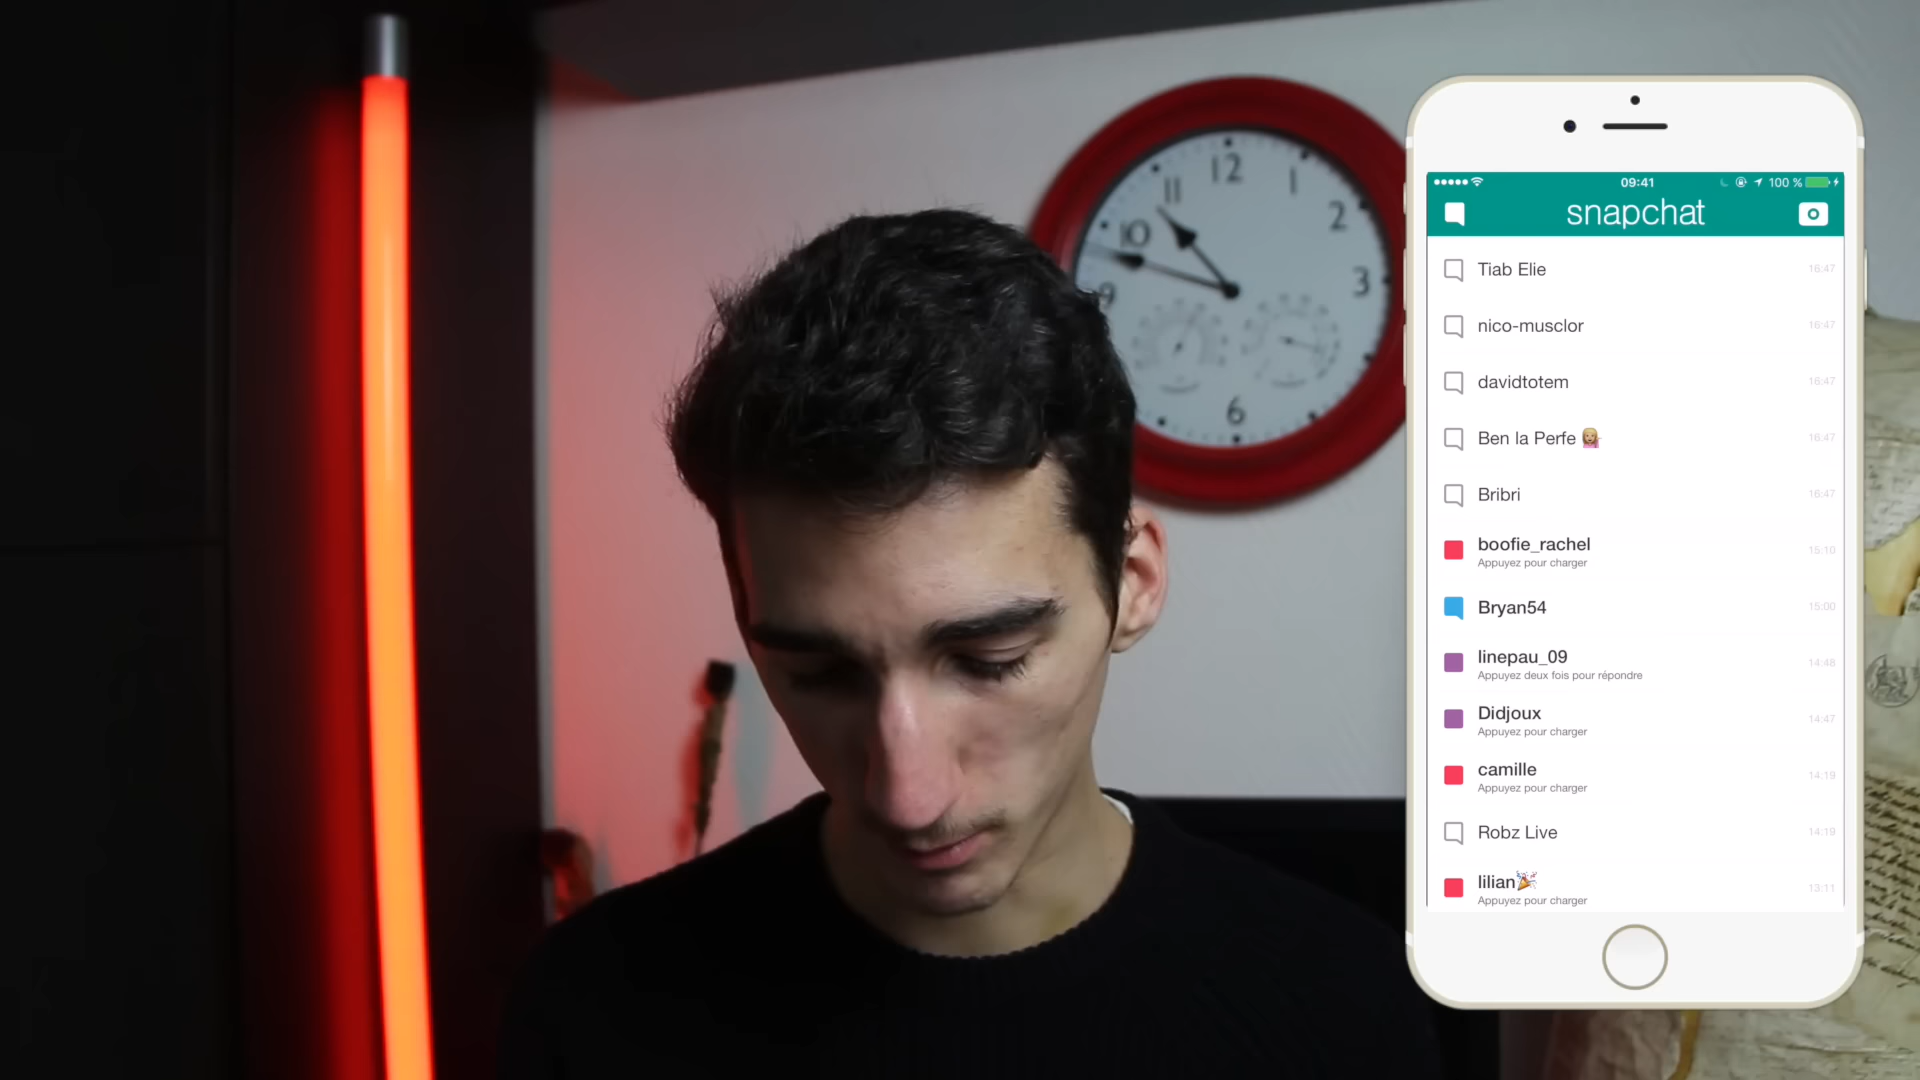 12
1
11
2
10
3
9
6
09:41
100 %
snapchat
Tiab Elie 16:47
nico-musclor 16:47
davidtotem 16:47
Ben la Perfe 16:47
Bribri 16:47
boofie_rachel 15:10
Appuyez pour charger
Bryan54 15:00
linepau_09 14:48
Appuyez deux fois pour répondre
Didjoux 14:47
Appuyez pour charger
camille 14:19
Appuyez pour charger
Robz Live 14:19
lilian🎉 13:11
Appuyez pour charger